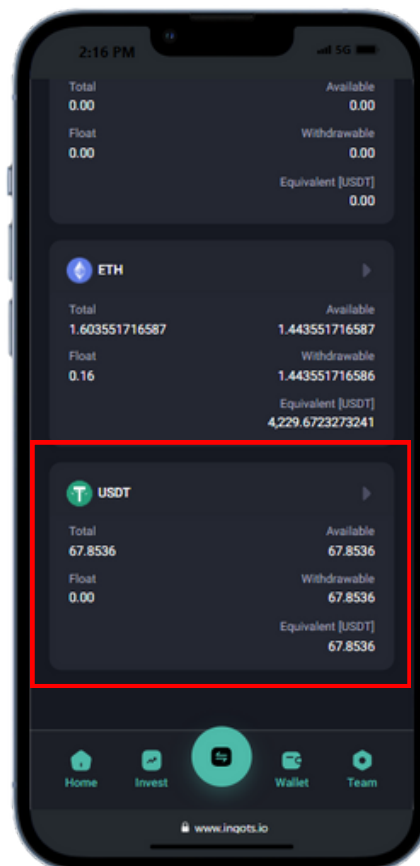 2:16 PM 5G
Total Available
0.00 0.00
Float Withdrawable
0.00 0.00
Equivalent [USDT]
0.00
ETH
Total Available
1.603551716587 1.443551716587
Float Withdrawable
0.16 1.443551716586
Equivalent [USDT]
4,229.6723273241
USDT
Total Available
67.8536 67.8536
Float Withdrawable
0.00 67.8536
Equivalent [USDT]
67.8536
Home Invest Wallet Team
www.ingots.io